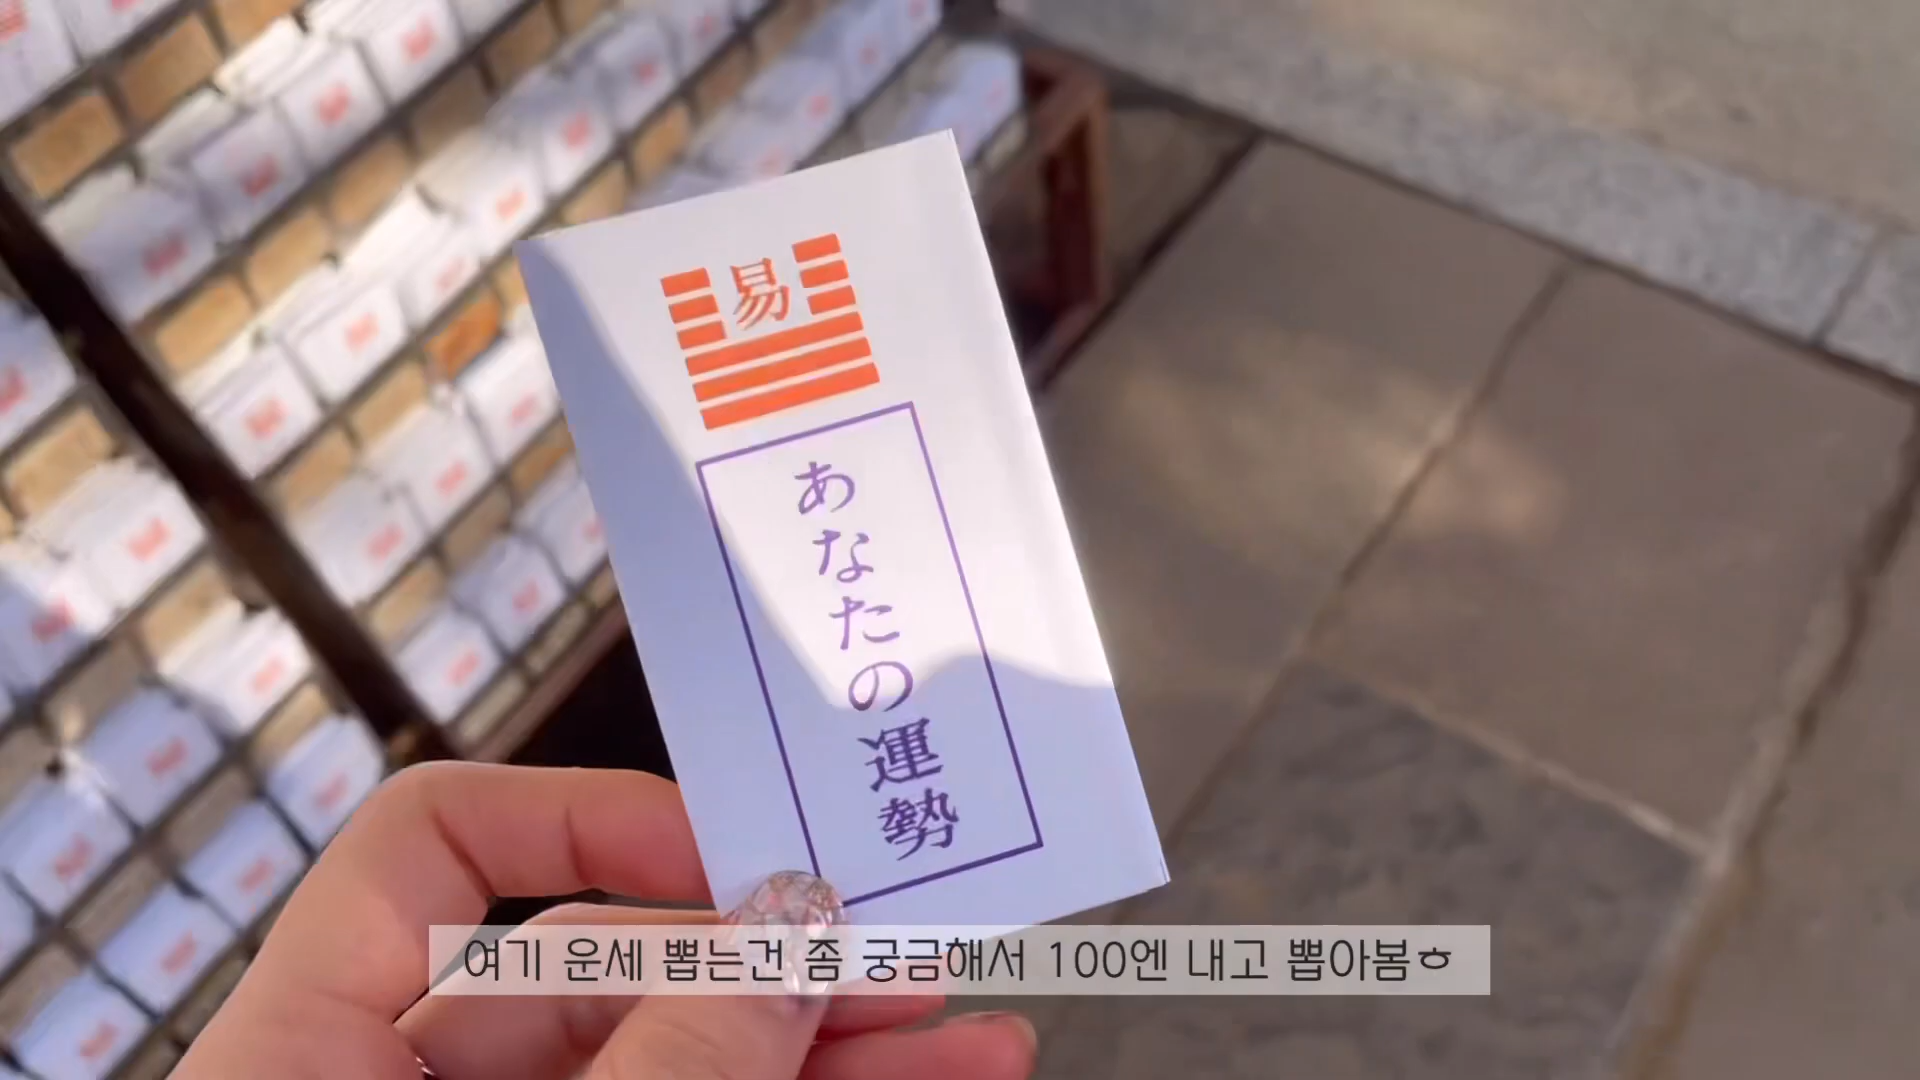 易
あなたの運勢
여기 운세 뽑는건 좀 궁금해서 100엔 내고 뽑아봄ㅎ